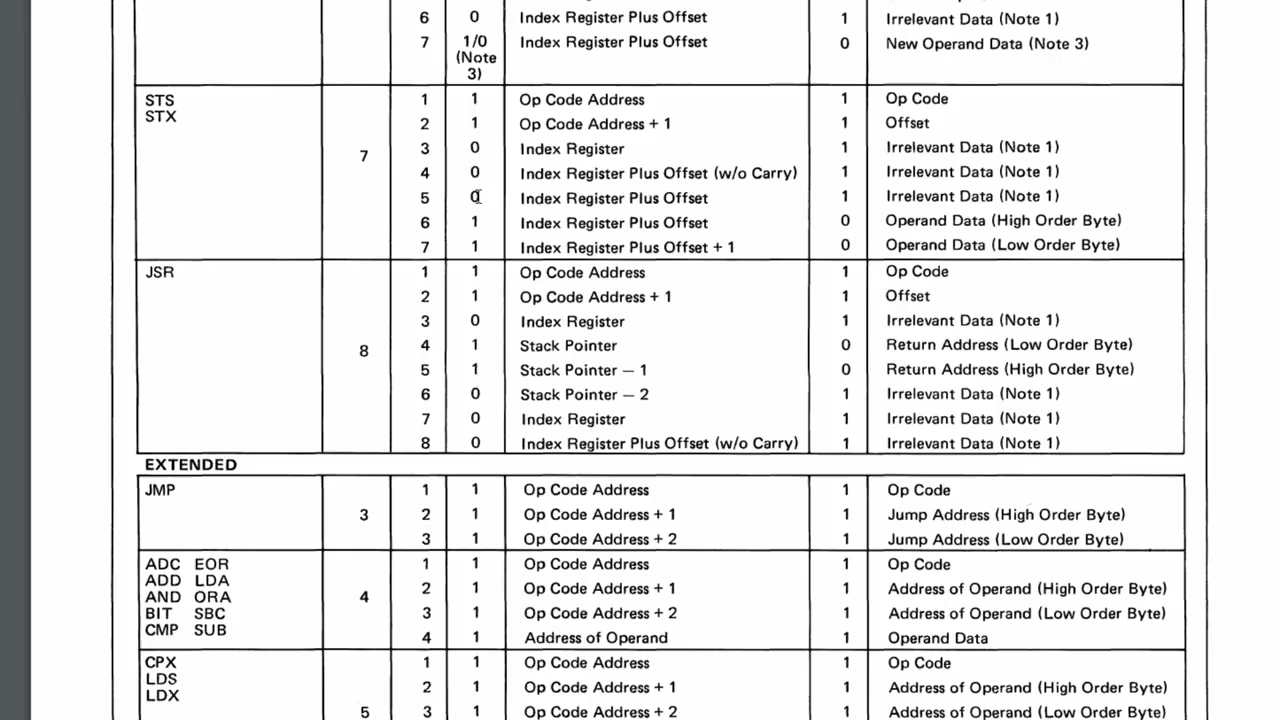 6 0 Index Register Plus Offset 1 Irrelevant Data (Note 1)
7 1/0 Index Register Plus Offset 0 New Operand Data (Note 3)
(Note
3)
STS 1 1 Op Code Address 1 Op Code
STX 2 1 Op Code Address + 1 1 Offset
7 3 0 Index Register 1 Irrelevant Data (Note 1)
4 0 Index Register Plus Offset (w/o Carry) 1 Irrelevant Data (Note 1)
5 0 Index Register Plus Offset 1 Irrelevant Data (Note 1)
6 1 Index Register Plus Offset 0 Operand Data (High Order Byte)
7 1 Index Register Plus Offset + 1 0 Operand Data (Low Order Byte)
JSR 1 1 Op Code Address 1 Op Code
2 1 Op Code Address + 1 1 Offset
3 0 Index Register 1 Irrelevant Data (Note 1)
8 4 1 Stack Pointer 0 Return Address (Low Order Byte)
5 1 Stack Pointer — 1 0 Return Address (High Order Byte)
6 0 Stack Pointer — 2 1 Irrelevant Data (Note 1)
7 0 Index Register 1 Irrelevant Data (Note 1)
8 0 Index Register Plus Offset (w/o Carry) 1 Irrelevant Data (Note 1)
EXTENDED
JMP 1 1 Op Code Address 1 Op Code
3 2 1 Op Code Address + 1 1 Jump Address (High Order Byte)
3 1 Op Code Address + 2 1 Jump Address (Low Order Byte)
ADC EOR 1 1 Op Code Address 1 Op Code
ADD LDA 2 1 Op Code Address + 1 1 Address of Operand (High Order Byte)
AND ORA 4
BIT SBC 3 1 Op Code Address + 2 1 Address of Operand (Low Order Byte)
CMP SUB 4 1 Address of Operand 1 Operand Data
CPX 1 1 Op Code Address 1 Op Code
LDS 2 1 Op Code Address + 1 1 Address of Operand (High Order Byte)
LDX
5 3 1 Op Code Address + 2 1 Address of Operand (Low Order Byte)